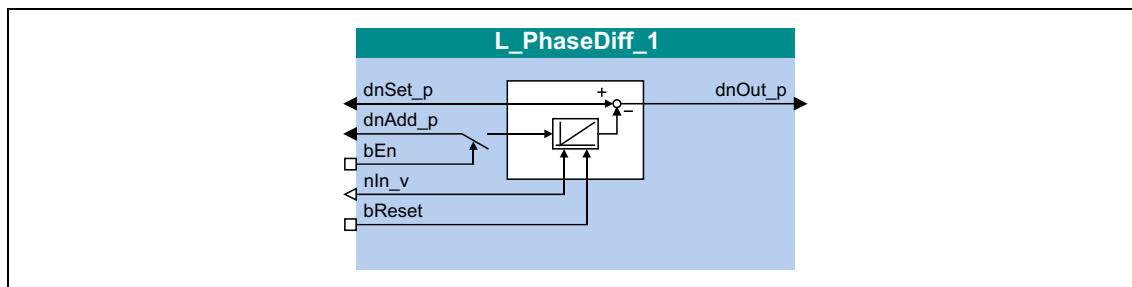 L_PhaseDiff_1
dnSet_p
+
dnOut_p
−
dnAdd_p
bEn
nIn_v
bReset